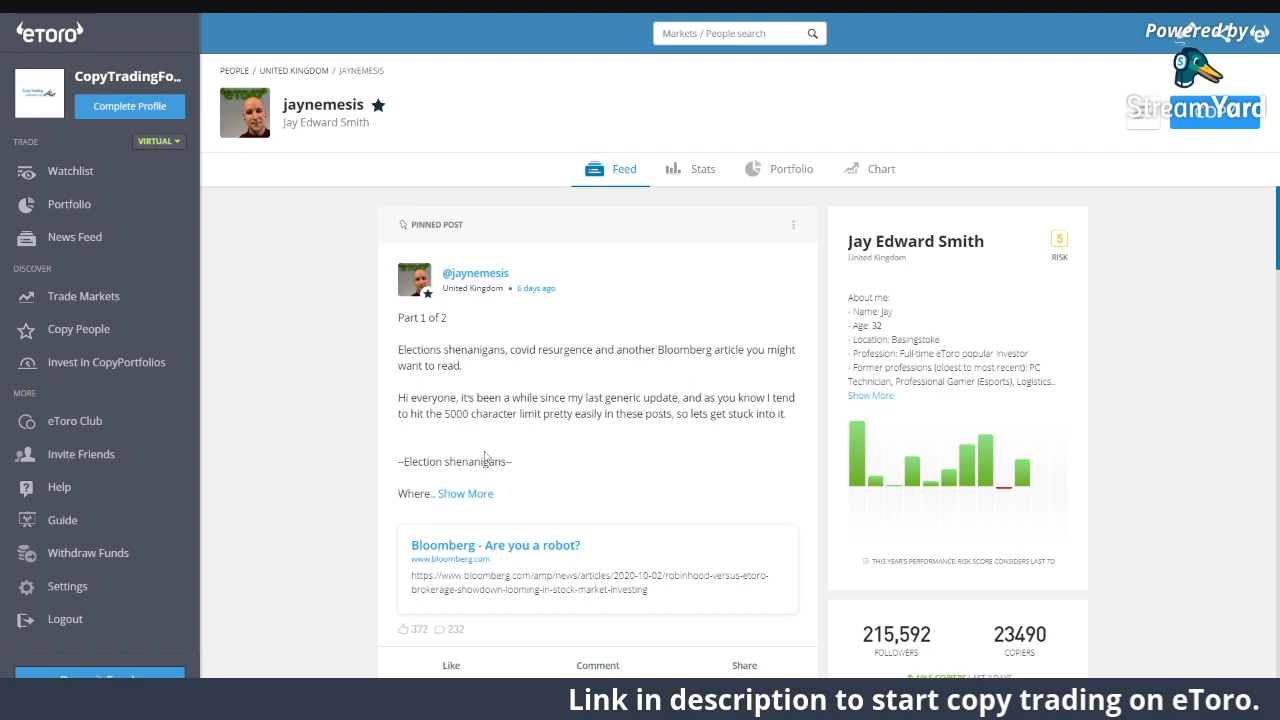 eToro
Markets / People search
Powered by
StreamYard
CopyTradingFo...
Complete Profile
PEOPLE / UNITED KINGDOM / JAYNEMESIS
jaynemesis
Jay Edward Smith
TRADE
VIRTUAL
Watchlist
Portfolio
News Feed
DISCOVER
Trade Markets
Copy People
Invest in CopyPortfolios
MORE
eToro Club
Invite Friends
Help
Guide
Withdraw Funds
Settings
Logout
Feed
Stats
Portfolio
Chart
PINNED POST
@jaynemesis
United Kingdom • 6 days ago
Part 1 of 2
Elections shenanigans, covid resurgence and another Bloomberg article you might
want to read.
Hi everyone, it's been a while since my last generic update, and as you know I tend
to hit the 5000 character limit pretty easily in these posts, so lets get stuck into it.
--Election shenanigans--
Where.. Show More
Bloomberg - Are you a robot?
www.bloomberg.com
https://www.bloomberg.com/amp/news/articles/2020-10-02/robinhood-versus-etoro-
brokerage-showdown-looming-in-stock-market-investing
372 232
Like
Comment
Share
Jay Edward Smith
5
United Kingdom
RISK
About me:
- Name: Jay
- Age: 32
- Location: Basingstoke
- Profession: Full-time eToro popular investor
- Former professions (oldest to most recent): PC
Technician, Professional Gamer (Esports), Logistics..
Show More
THIS YEAR'S PERFORMANCE. RISK SCORE CONSIDERS LAST 7D.
215,592
23490
FOLLOWERS
COPIERS
Link in description to start copy trading on eToro.